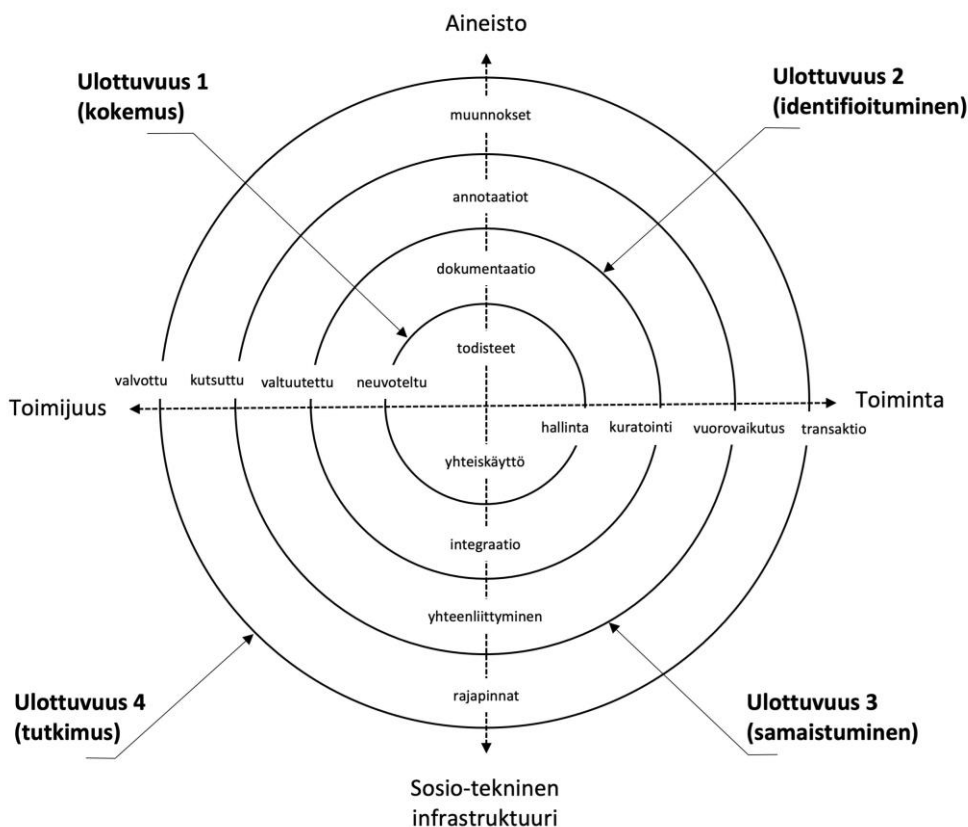 Aineisto
Ulottuvuus 1
(kokemus)
Ulottuvuus 2
(identifioituminen)
muunnokset
annotaatiot
dokumentaatio
todisteet
valvottu
kutsuttu
valtuutettu
neuvoteltu
Toimijuus
Toiminta
hallinta
kuratointi
vuorovaikutus
transaktio
yhteiskäyttö
integraatio
yhteenliittyminen
rajapinnat
Ulottuvuus 4
(tutkimus)
Ulottuvuus 3
(samaistuminen)
Sosio-tekninen
infrastruktuuri